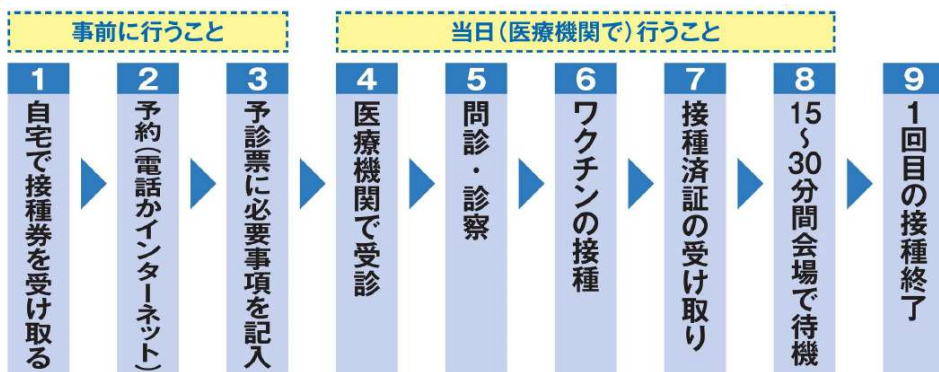 事前に行うこと
当日（医療機関で）行うこと
1
自宅で接種券を受け取る
2
予約（電話かインターネット）
3
予診票に必要事項を記入
4
医療機関で受診
5
問診・診察
6
ワクチンの接種
7
接種済証の受け取り
8
15～30分間会場で待機
9
1回目の接種終了